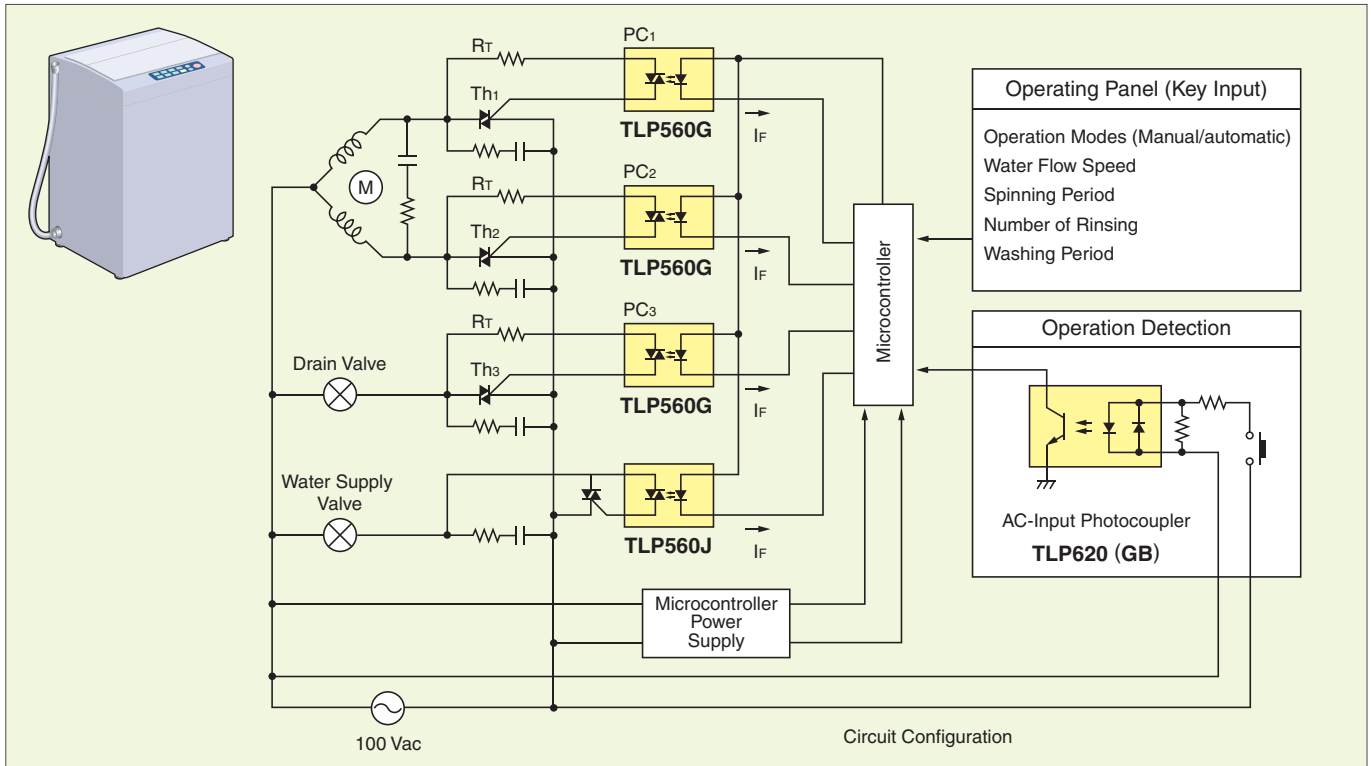 RT
PC1
Th1
TLP560G
IF
M
RT
PC2
Th2
TLP560G
IF
RT
PC3
Drain Valve
Th3
TLP560G
IF
Water Supply
Valve
TLP560J
IF
Microcontroller
Power
Supply
100 Vac
Microcontroller
Operating Panel (Key Input)
Operation Modes (Manual/automatic)
Water Flow Speed
Spinning Period
Number of Rinsing
Washing Period
Operation Detection
AC-Input Photocoupler
TLP620 (GB)
Circuit Configuration